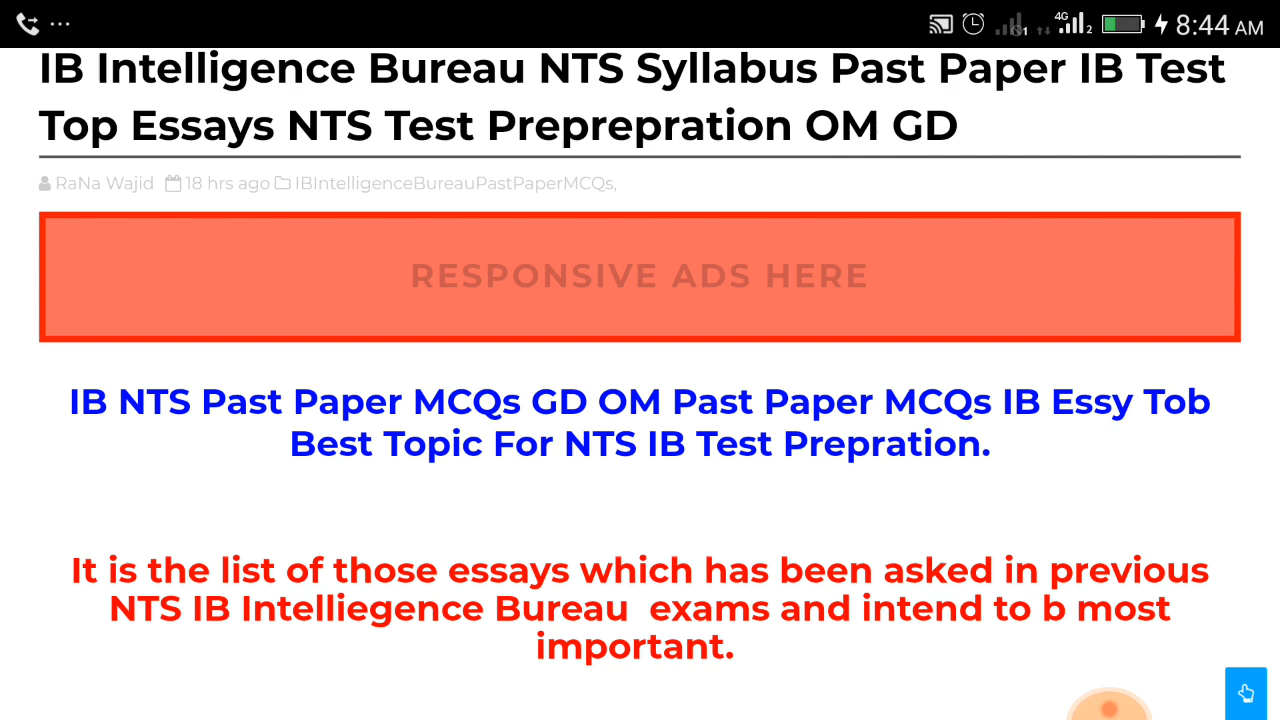 ... 1 4G 2 8:44 AM
IB Intelligence Bureau NTS Syllabus Past Paper IB Test
Top Essays NTS Test Preprepration OM GD
RaNa Wajid 18 hrs ago IBIntelligenceBureauPastPaperMCQs,
RESPONSIVE ADS HERE
IB NTS Past Paper MCQs GD OM Past Paper MCQs IB Essy Tob
Best Topic For NTS IB Test Prepration.
It is the list of those essays which has been asked in previous
NTS IB Intelliegence Bureau exams and intend to b most
important.